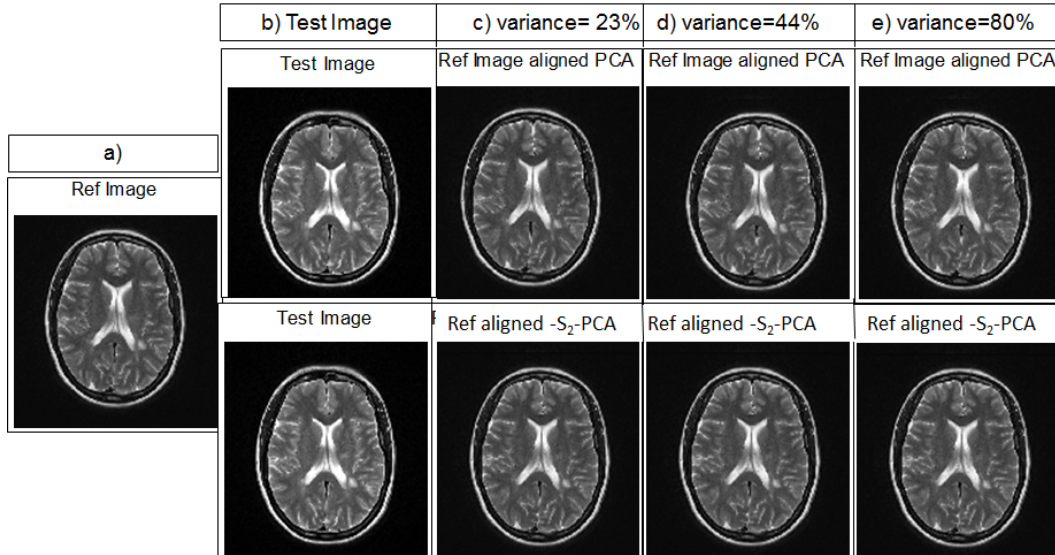 b) Test Image
c) variance= 23%
d) variance=44%
e) variance=80%
Test Image
Ref Image aligned PCA
Ref Image aligned PCA
Ref Image aligned PCA
a)
Ref Image
Test Image
Ref aligned -S₂-PCA
Ref aligned -S₂-PCA
Ref aligned -S₂-PCA